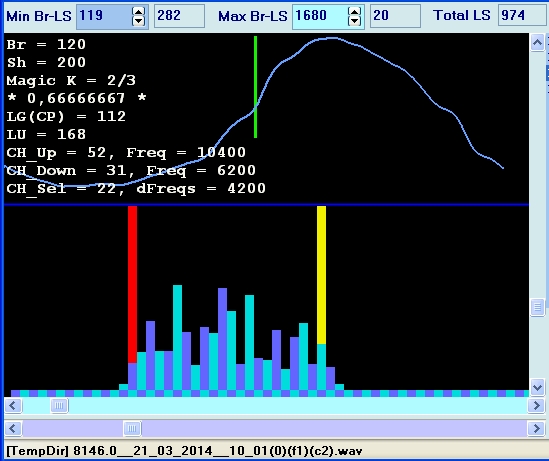 Min Br-LS 119 282 Max Br-LS 1680 20 Total LS 974
Br = 120
Sh = 200
Magic K = 2/3
* 0,66666667 *
LG(CP) = 112
LU = 168
CH_Up = 52, Freq = 10400
CH_Down = 31, Freq = 6200
CH_Sel = 22, dFreqs = 4200
[TempDir] 8146.0__21_03_2014__10_01(0)(f1)(c2).wav